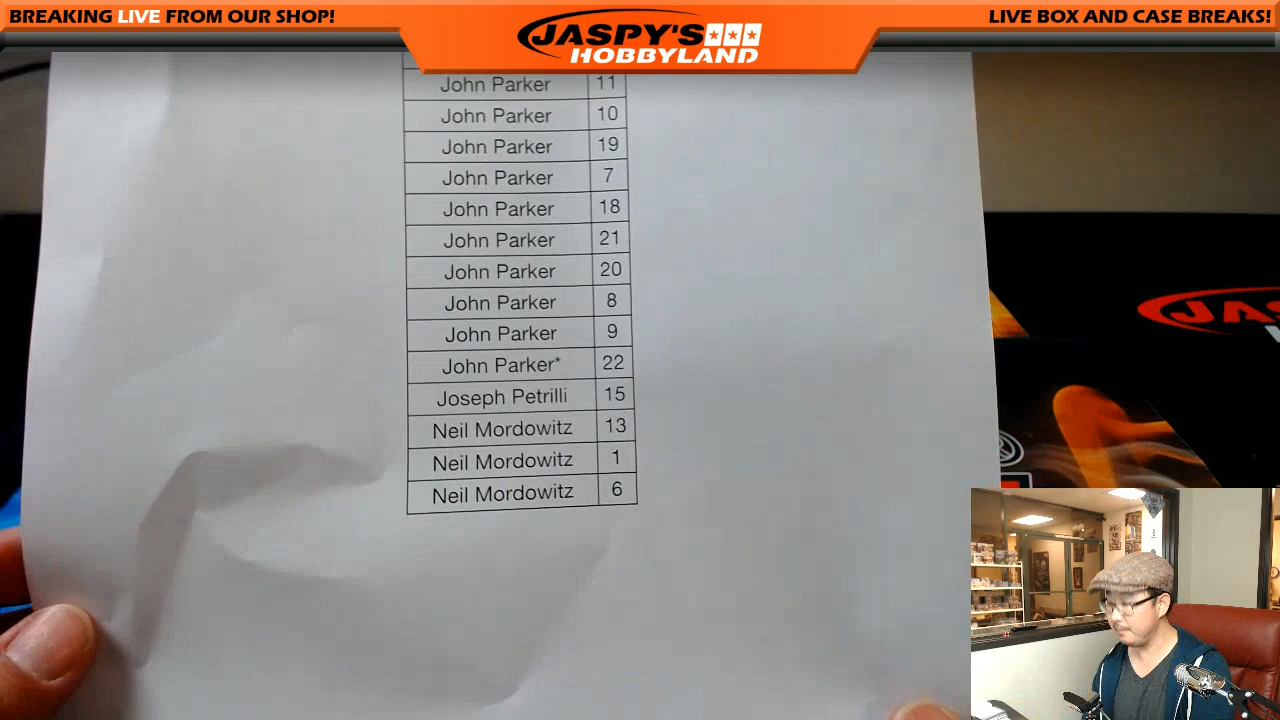 BREAKING LIVE FROM OUR SHOP!
JASPY'S
HOBBYLAND
LIVE BOX AND CASE BREAKS!
John Parker 11
John Parker 10
John Parker 19
John Parker 7
John Parker 18
John Parker 21
John Parker 20
John Parker 8
John Parker 9
John Parker* 22
Joseph Petrilli 15
Neil Mordowitz 13
Neil Mordowitz 1
Neil Mordowitz 6